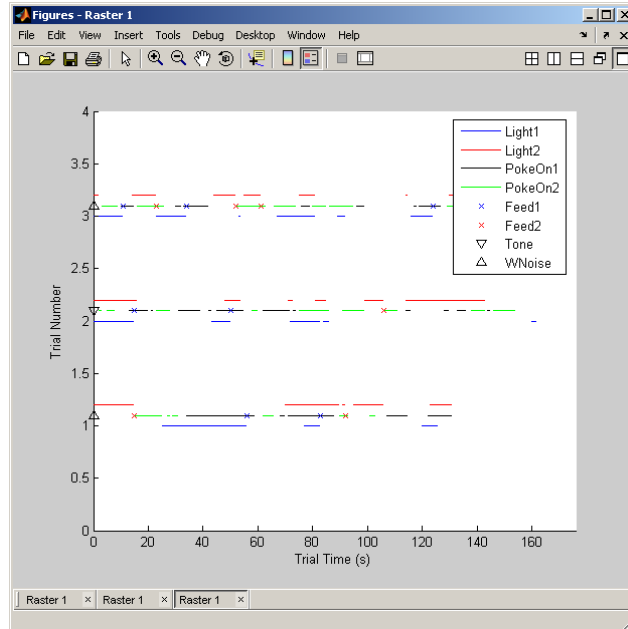 Figures - Raster 1
File Edit View Insert Tools Debug Desktop Window Help
4
3.5
3
2.5
2
1.5
1
0.5
0
Trial Number
0 20 40 60 80 100 120 140 160
Trial Time (s)
Light1
Light2
PokeOn1
PokeOn2
Feed1
Feed2
Tone
WNoise
Raster 1 Raster 1 Raster 1